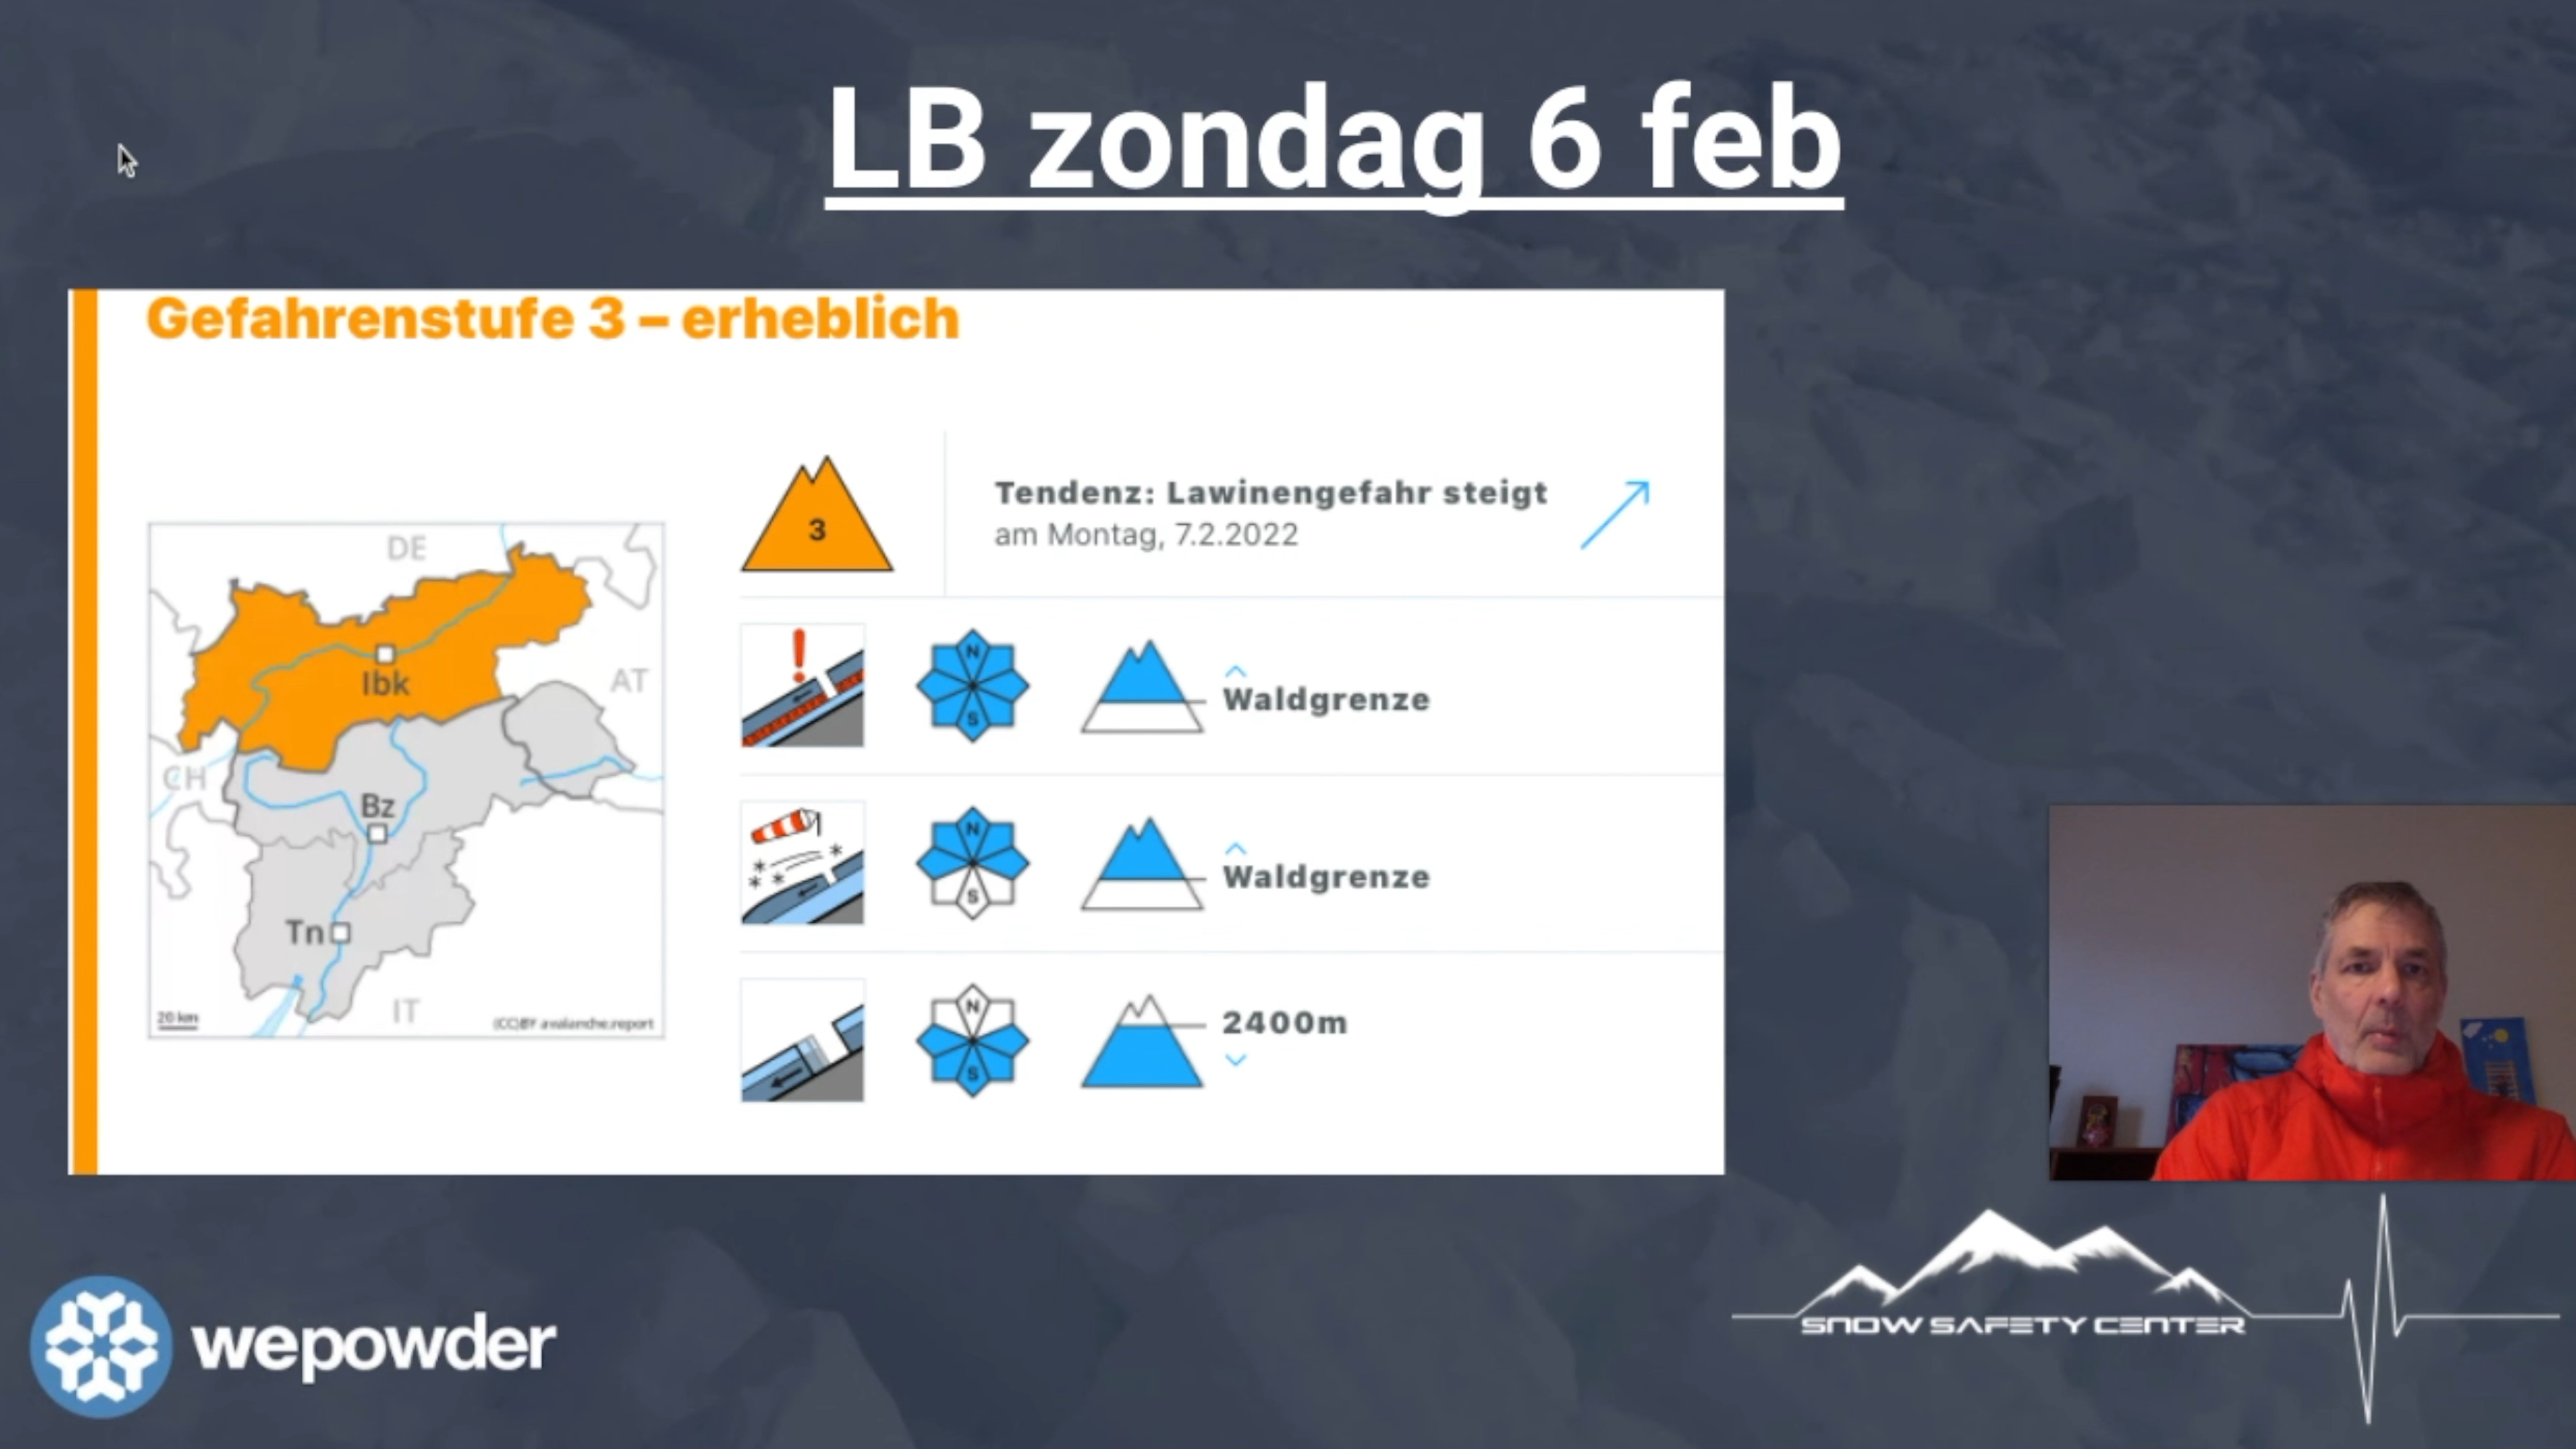 LB zondag 6 feb
Gefahrenstufe 3 – erheblich
3
Tendenz: Lawinengefahr steigt
am Montag, 7.2.2022
DE
Ibk
AT
CH
Bz
Tn
IT
20 km
(CC)BY avalanche.report
N
S
Waldgrenze
N
S
Waldgrenze
N
S
2400m
wepowder
SNOW SAFETY CENTER